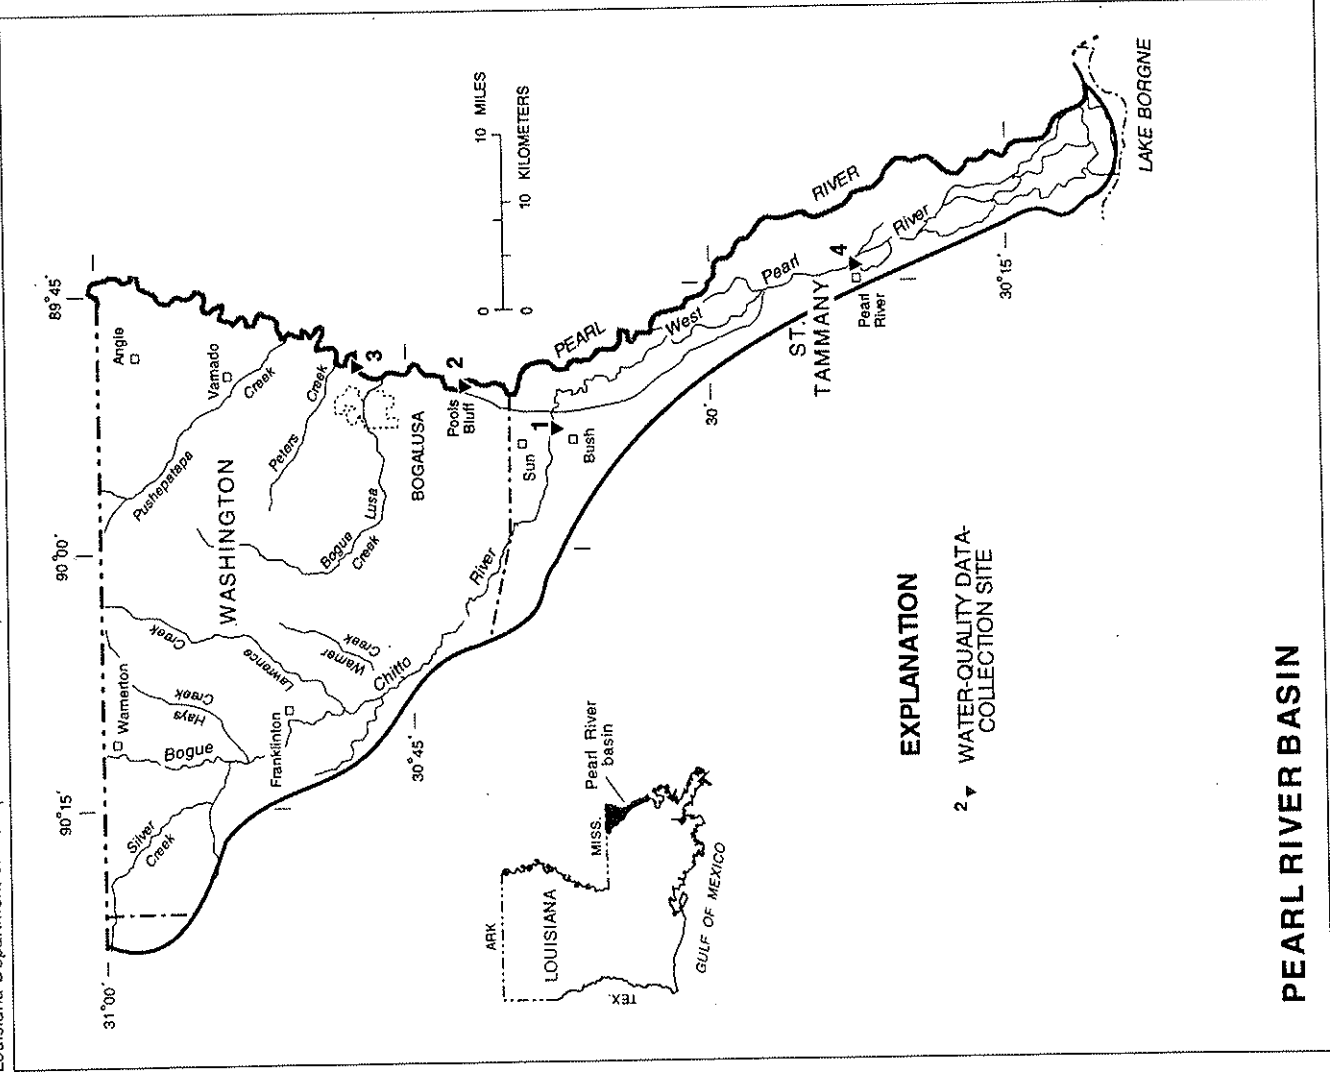 31°00'
90°15'
90°00'
89°45'
Silver
Creek
Bogue
Warnerton
Hays
Creek
Lawrence
Creek
Franklinton
Warner
Creek
WASHINGTON
Pushepatapa
Creek
Varnado
Angie
Peters
Creek
Bogue
Lusa
Creek
BOGALUSA
3
2
Pools
Bluff
30°45'
Chitto
River
Sun
1
Bush
PEARL
RIVER
West
Pearl
River
ST.
TAMMANY
4
Pearl
River
30'
30°15'
LAKE BORGNE
0 10 MILES
0 10 KILOMETERS
ARK
LOUISIANA
TEX.
MISS.
Pearl River
basin
GULF OF MEXICO
EXPLANATION
2 WATER-QUALITY DATA-
COLLECTION SITE
PEARL RIVER BASIN